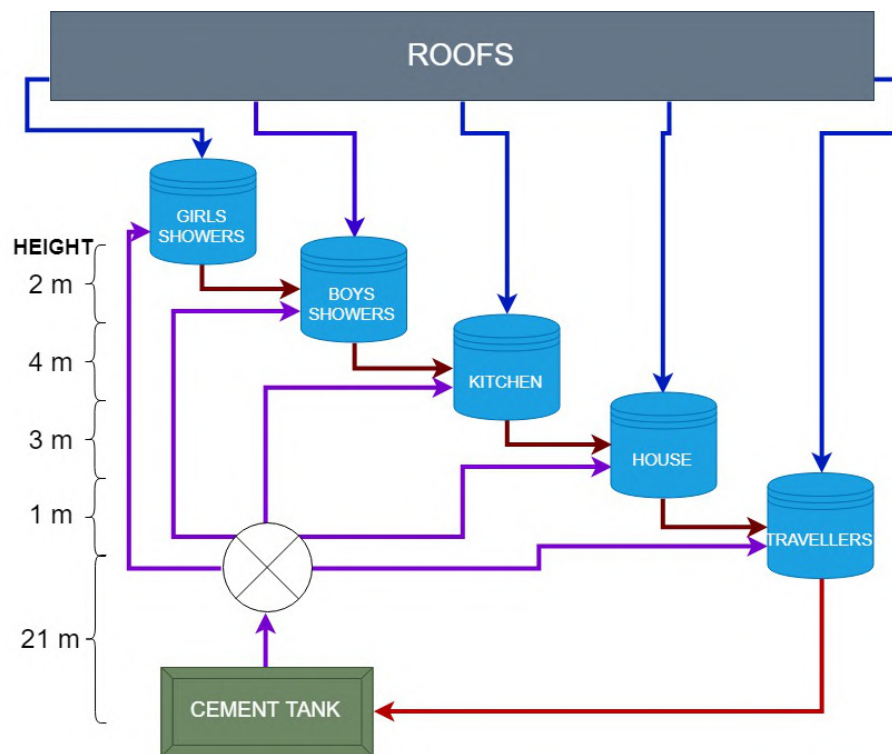 ROOFS
GIRLS
SHOWERS
HEIGHT
2 m
BOYS
SHOWERS
4 m
KITCHEN
3 m
HOUSE
1 m
TRAVELLERS
21 m
CEMENT TANK